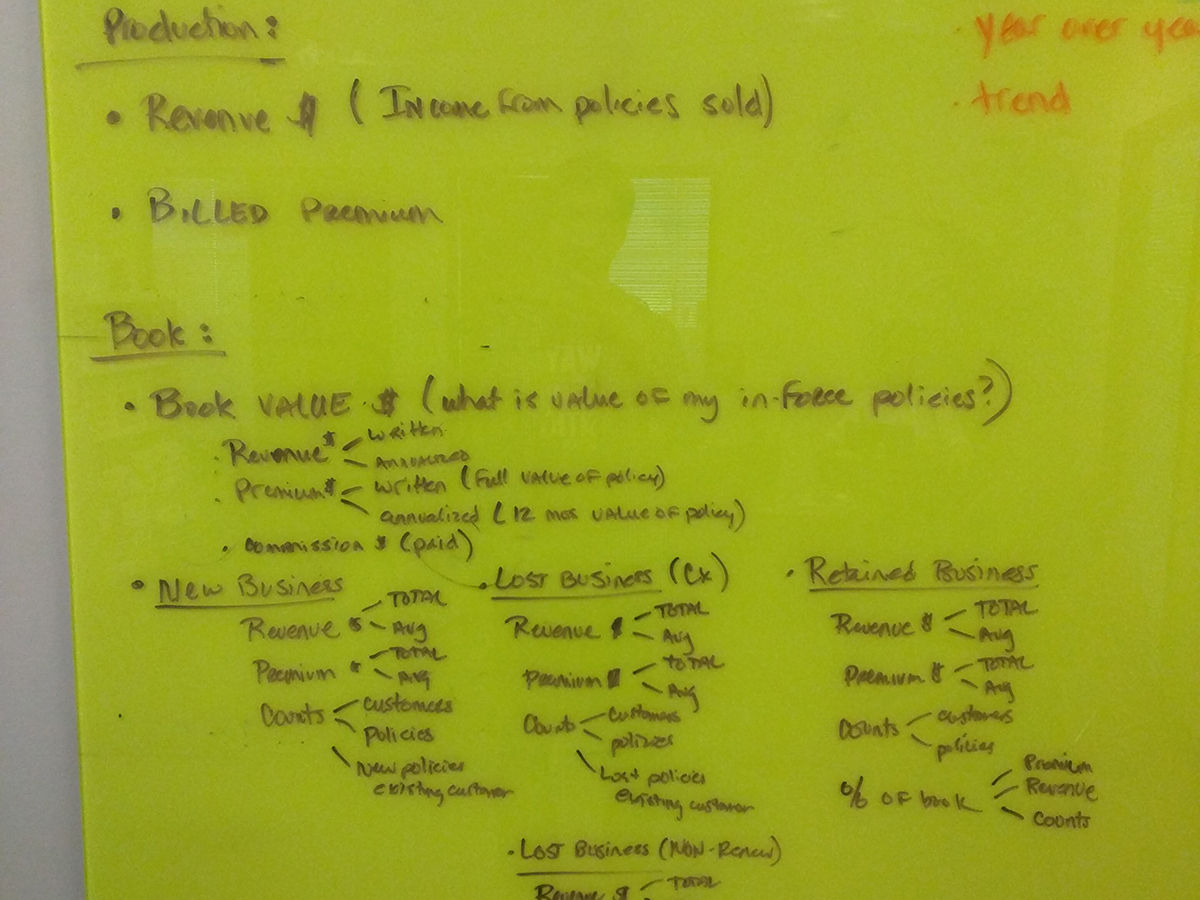 Production:
• Year over yea
• trend
• Revenue $ (Income from policies sold)
• BILLED Premium
Book:
• Book VALUE $ (what is value of my in-force policies?)
• Revenue $ written
ANNUALIZED
• Premium $ written (Full value of policy)
annualized (12 mos value of policy)
• Commission $ (paid)
• New Business
Revenue $ TOTAL
Avg
Premium $ TOTAL
Avg
Counts customers
Policies
New policies
existing customer
• Lost Business (Cx)
Revenue $ TOTAL
Avg
Premium $ TOTAL
Avg
Counts customers
policies
Lost policies
existing customer
• Retained Business
Revenue $ TOTAL
Avg
Premium $ TOTAL
Avg
Counts customers
policies
% of book Premium
Revenue
Counts
• Lost Business (NON-Renew)
Revenue $ TOTAL